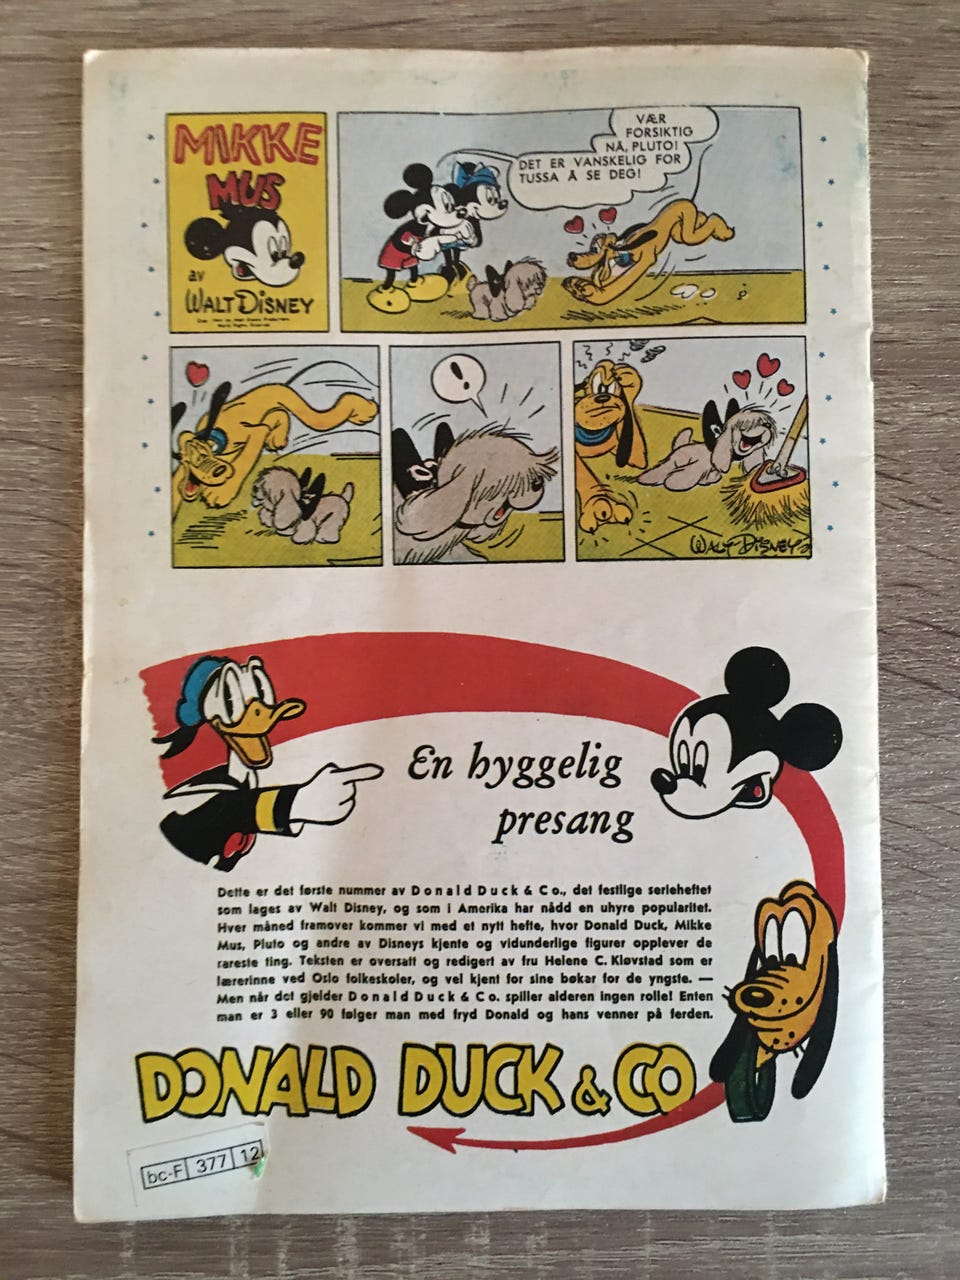 MIKKE
MUS
av
WALT DISNEY
VÆR
FORSIKTIG
NÅ, PLUTO!
DET ER VANSKELIG FOR
TUSSA Å SE DEG!
!
WALT DISNEY
En hyggelig
presang
Dette er det første nummer av Donald Duck & Co., det festlige serieheftet
som lages av Walt Disney, og som i Amerika har nådd en uhyre popularitet.
Hver måned framover kommer vi med et nytt hefte, hvor Donald Duck, Mikke
Mus, Pluto og andre av Disneys kjente og vidunderlige figurer opplever de
rareste ting. Teksten er oversatt og redigert av fru Helene C. Kløvstad som er
lærerinne ved Oslo folkeskoler, og vel kjent for sine bøkar for de yngste. —
Men når det gjelder Donald Duck & Co. spiller alderen ingen rolle! Enten
man er 3 eller 90 følger man med fryd Donald og hans venner på ferden.
DONALD DUCK & CO
bc-F 377 12